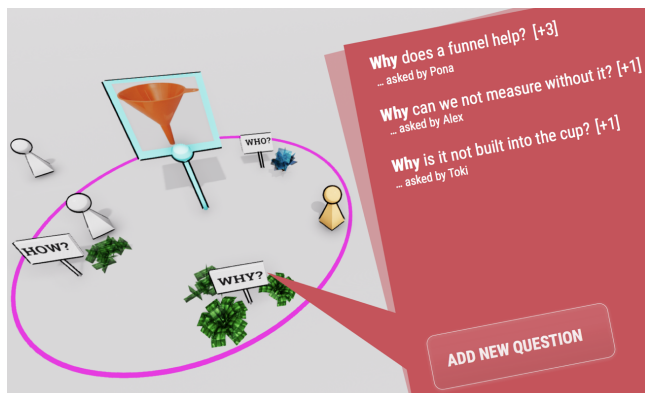 Why does a funnel help? [+3]
... asked by Pona
Why can we not measure without it? [+1]
... asked by Alex
Why is it not built into the cup? [+1]
... asked by Toki
WHO?
HOW?
WHY?
ADD NEW QUESTION